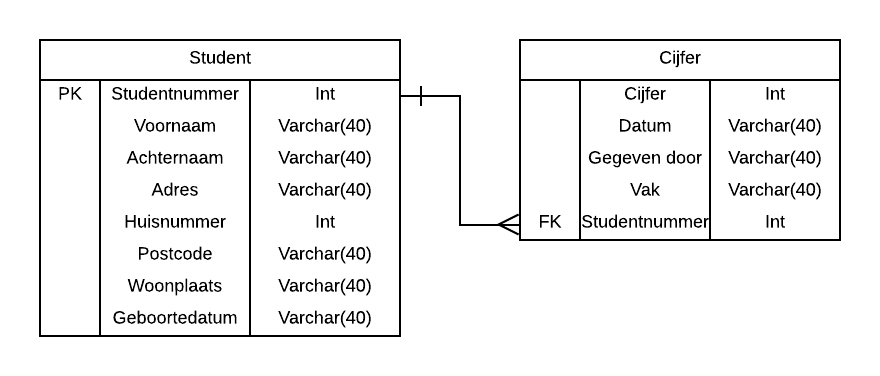 Student
PK Studentnummer Int
Voornaam Varchar(40)
Achternaam Varchar(40)
Adres Varchar(40)
Huisnummer Int
Postcode Varchar(40)
Woonplaats Varchar(40)
Geboortedatum Varchar(40)
Cijfer
Cijfer Int
Datum Varchar(40)
Gegeven door Varchar(40)
Vak Varchar(40)
FK Studentnummer Int